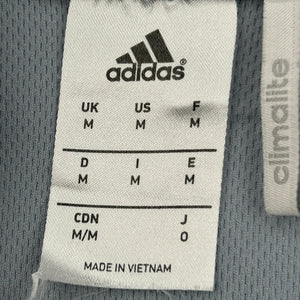 adidas
UK US F
M M M
D I E
M M M
CDN J
M/M O
MADE IN VIETNAM
climalite